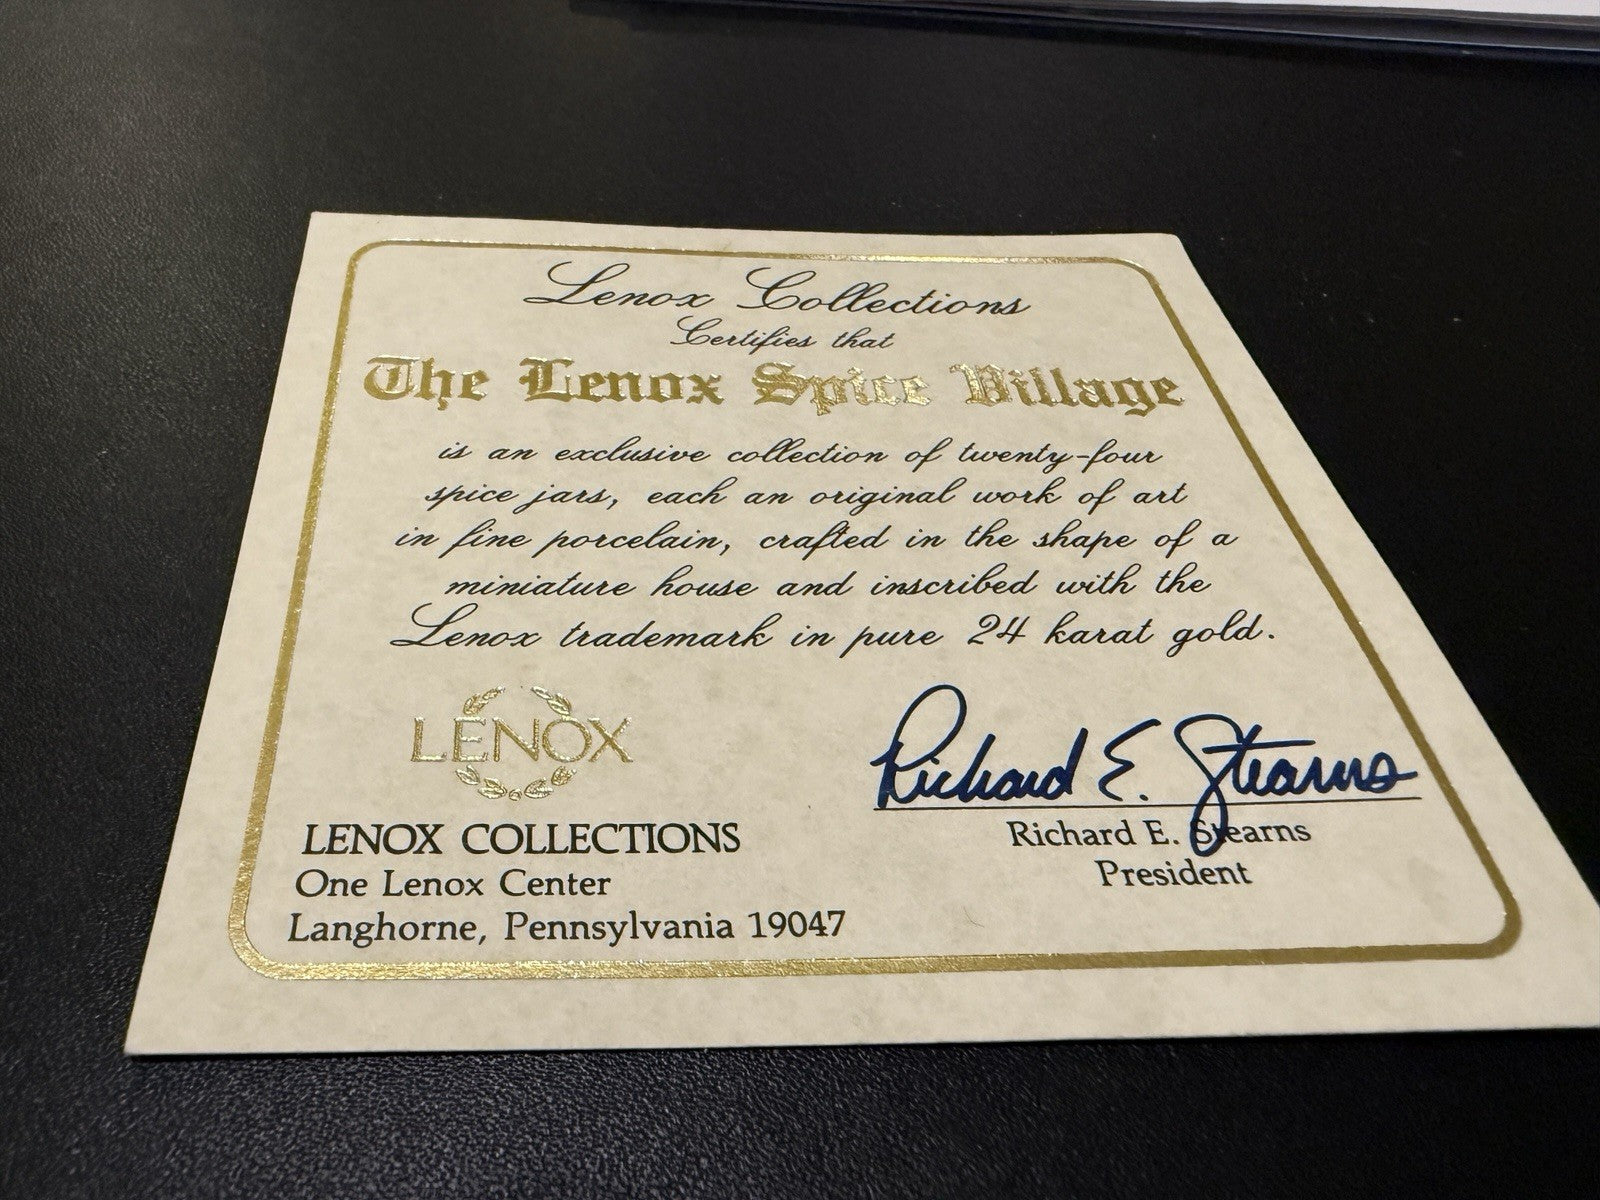 Lenox Collections
Certifies that
The Lenox Spice Village
is an exclusive collection of twenty-four
spice jars, each an original work of art
in fine porcelain, crafted in the shape of a
miniature house and inscribed with the
Lenox trademark in pure 24 karat gold.
LENOX
LENOX COLLECTIONS
One Lenox Center
Langhorne, Pennsylvania 19047
Richard E. Stearns
Richard E. Stearns
President